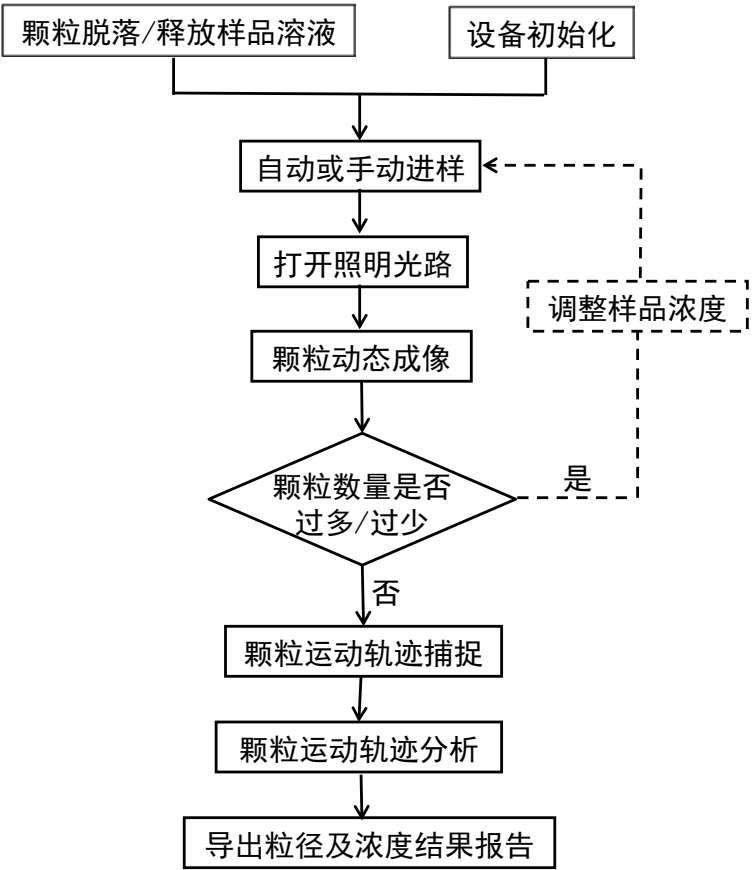 颗粒脱落/释放样品溶液
设备初始化
自动或手动进样
打开照明光路
调整样品浓度
颗粒动态成像
颗粒数量是否
过多/过少
是
否
颗粒运动轨迹捕捉
颗粒运动轨迹分析
导出粒径及浓度结果报告